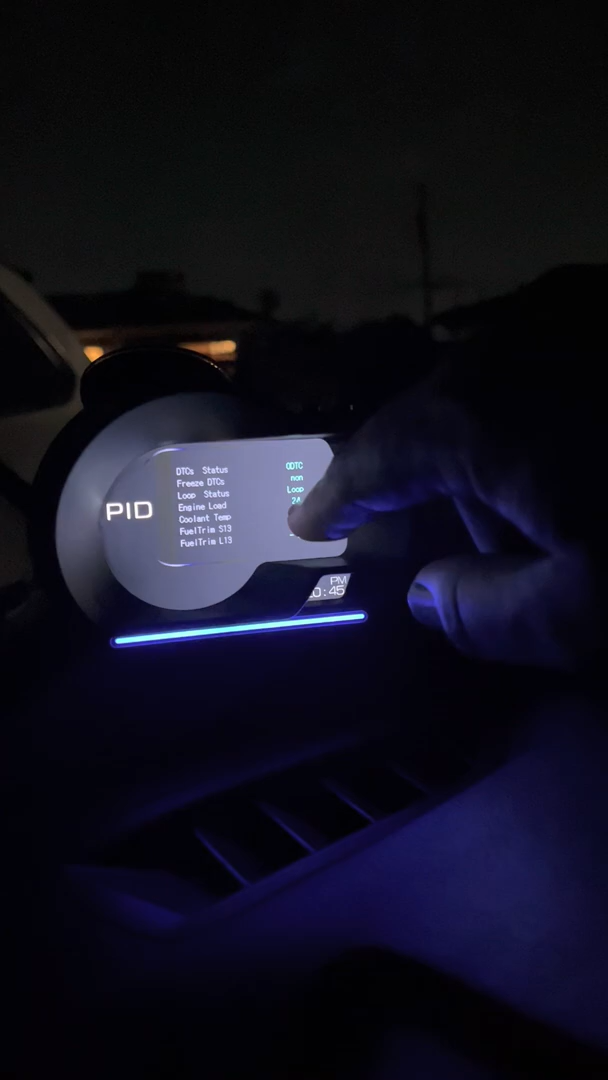 DTCs Status 0DTC
Freeze DTCs non
Loop Status Loop
PID
Engine Load
Coolant Temp
FuelTrim S13
FuelTrim L13
PM
0:45